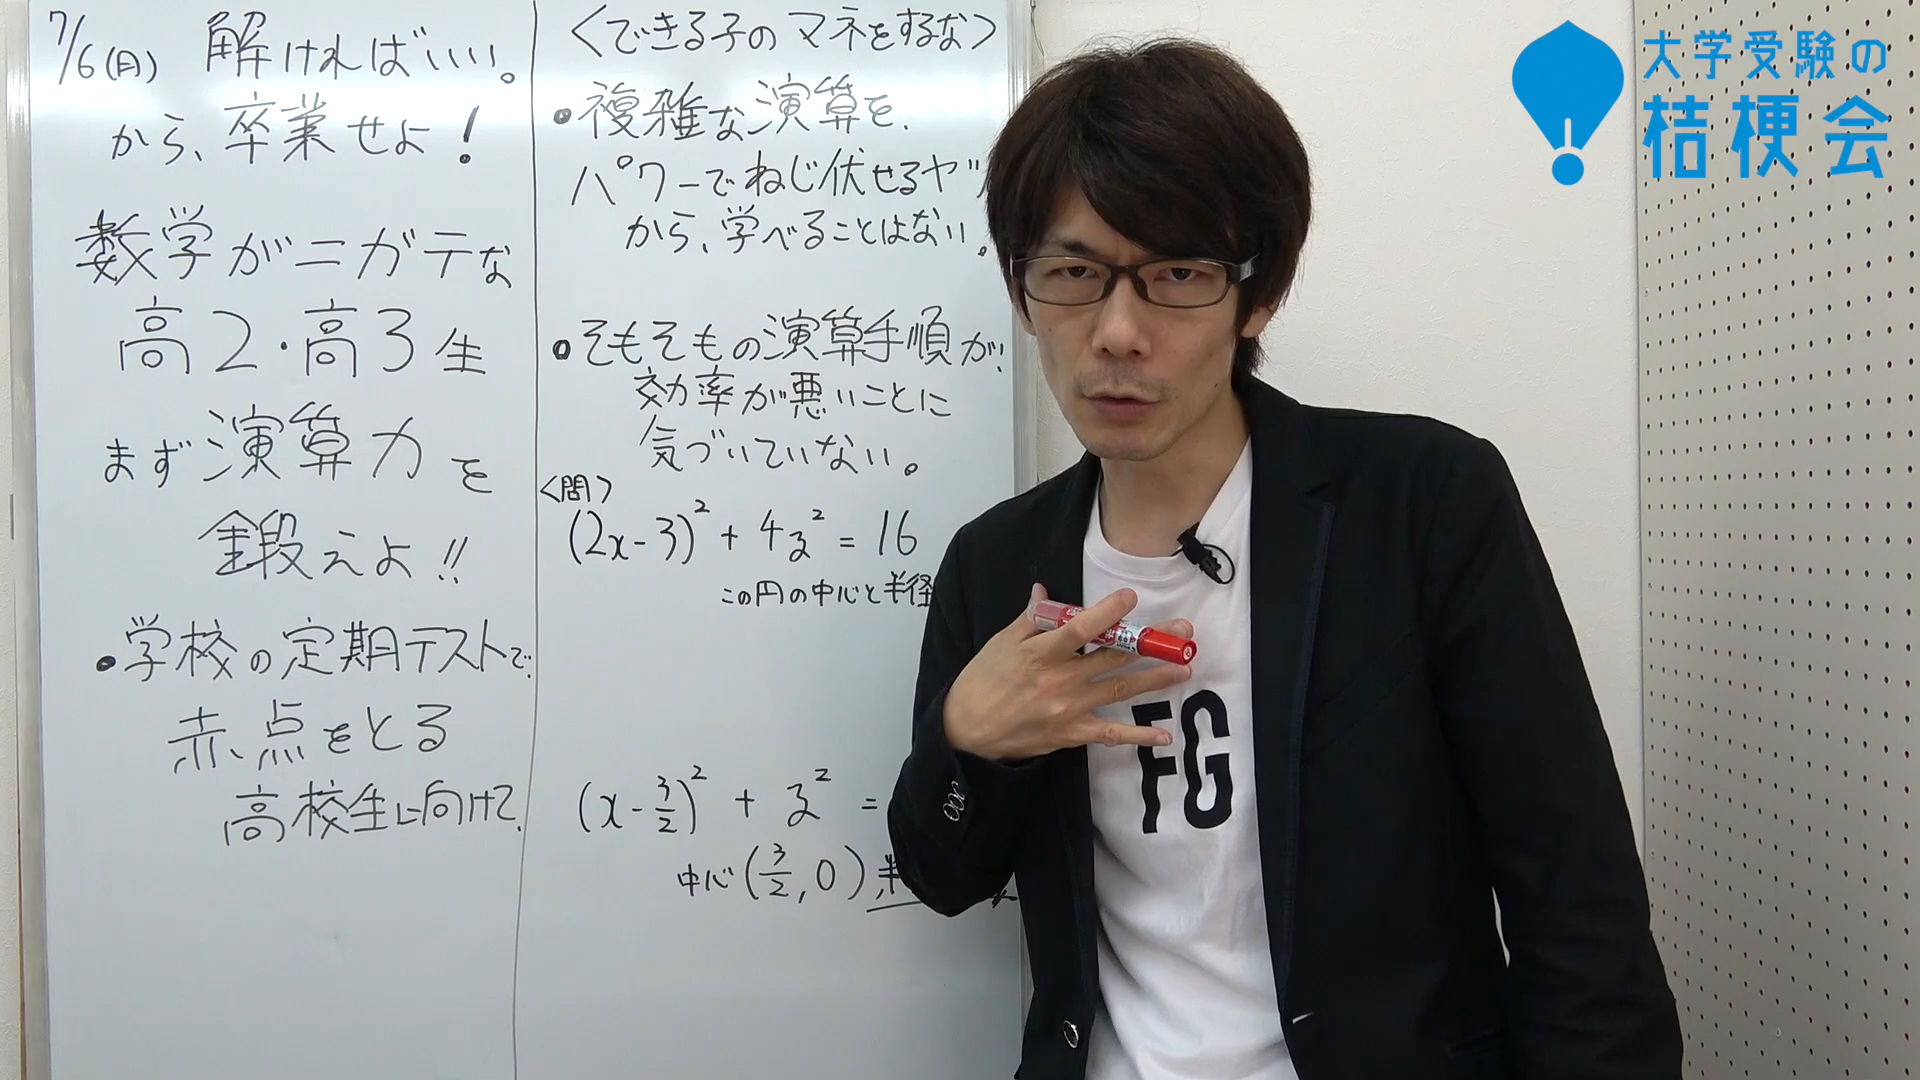 7/6(月) 解ければいい。
から、卒業せよ!
数学がニガテな
高2・高3生
まず演算力を
鍛えよ!!
•学校の定期テストで、
赤点をとる
高校生に向けて、
<できる子のマネをするな>
•複雑な演算を、
パワーでねじ伏せるヤツ
から、学べることはない。
•そもそもの演算手順が、
効率が悪いことに
気づいていない。
<問>
(2x-3)² + 4y² = 16
この円の中心と半径
(x-3/2)² + y² =
中心(3/2, 0)
FG
大学受験の
桔梗会